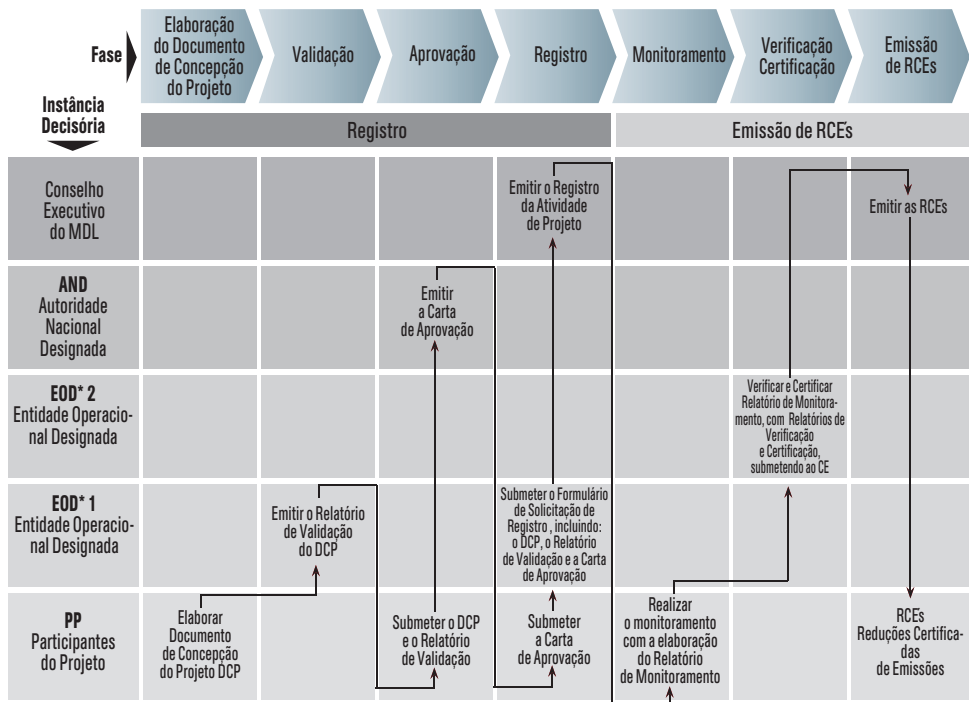 Fase
Elaboração
do Documento
de Concepção
do Projeto
Validação
Aprovação
Registro
Monitoramento
Verificação
Certificação
Emissão
de RCEs
Instância
Decisória
Registro
Emissão de RCEs
Conselho
Executivo
do MDL
Emitir o Registro
da Atividade
de Projeto
Emitir as RCEs
AND
Autoridade
Nacional
Designada
Emitir
a Carta
de Aprovação
EOD* 2
Entidade Operacio-
nal Designada
Verificar e Certificar
Relatório de Monitora-
mento, com Relatórios de
Verificação
e Certificação,
submetendo ao CE
EOD* 1
Entidade Operacio-
nal Designada
Emitir o Relatório
de Validação
do DCP
Submeter o Formulário
de Solicitação de
Registro , incluindo:
o DCP, o Relatório
de Validação e a Carta
de Aprovação
PP
Participantes
do Projeto
Elaborar
Documento
de Concepção
do Projeto DCP
Submeter o DCP
e o Relatório
de Validação
Submeter
a Carta
de Aprovação
Realizar
o monitoramento
com a elaboração
do Relatório
de Monitoramento
RCEs
Reduções Certifica-
das
de Emissões